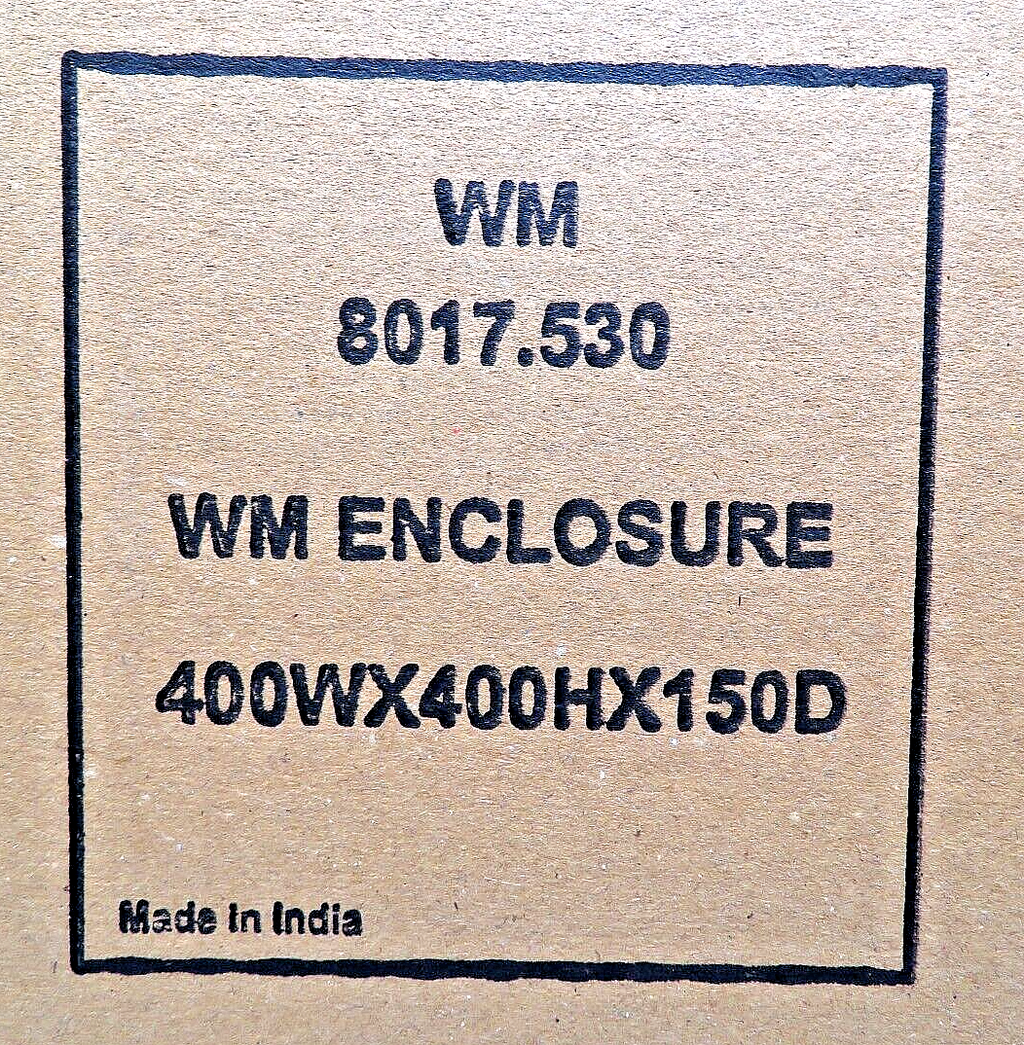 WM
8017.530
WM ENCLOSURE
400WX400HX150D
Made In India